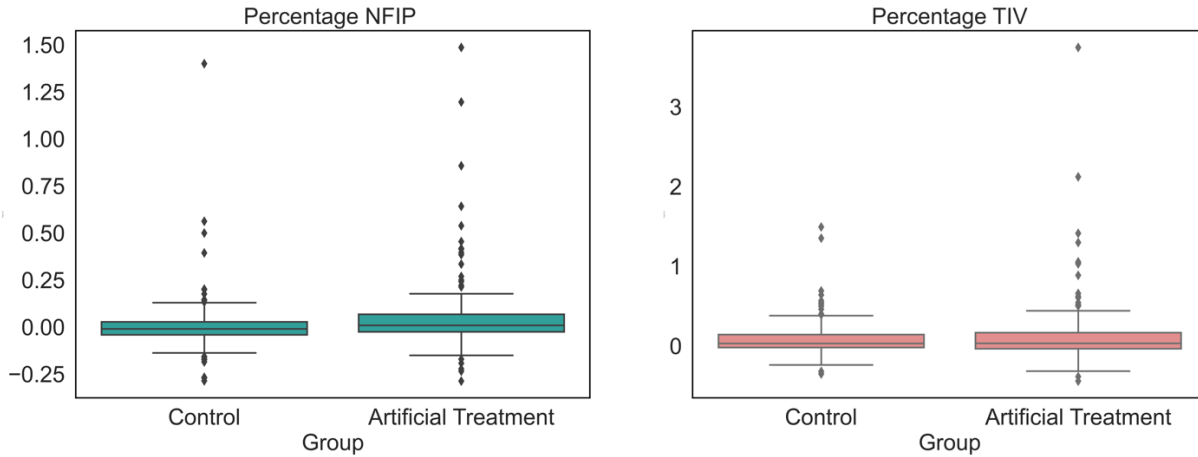 Percentage NFIP
1.50
1.25
1.00
0.75
0.50
0.25
0.00
−0.25
Control Artificial Treatment
Group
Percentage TIV
3
2
1
0
Control Artificial Treatment
Group